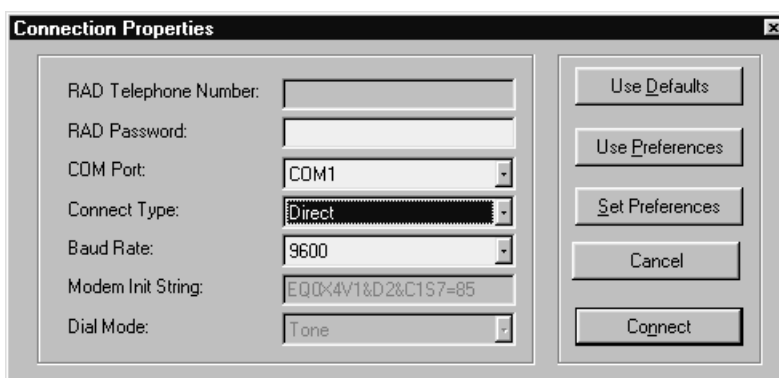 Connection Properties
RAD Telephone Number:
RAD Password:
COM Port: COM1
Connect Type: Direct
Baud Rate: 9600
Modem Init String: EQ0X4V1&D2&C1S7=85
Dial Mode: Tone
Use Defaults
Use Preferences
Set Preferences
Cancel
Connect